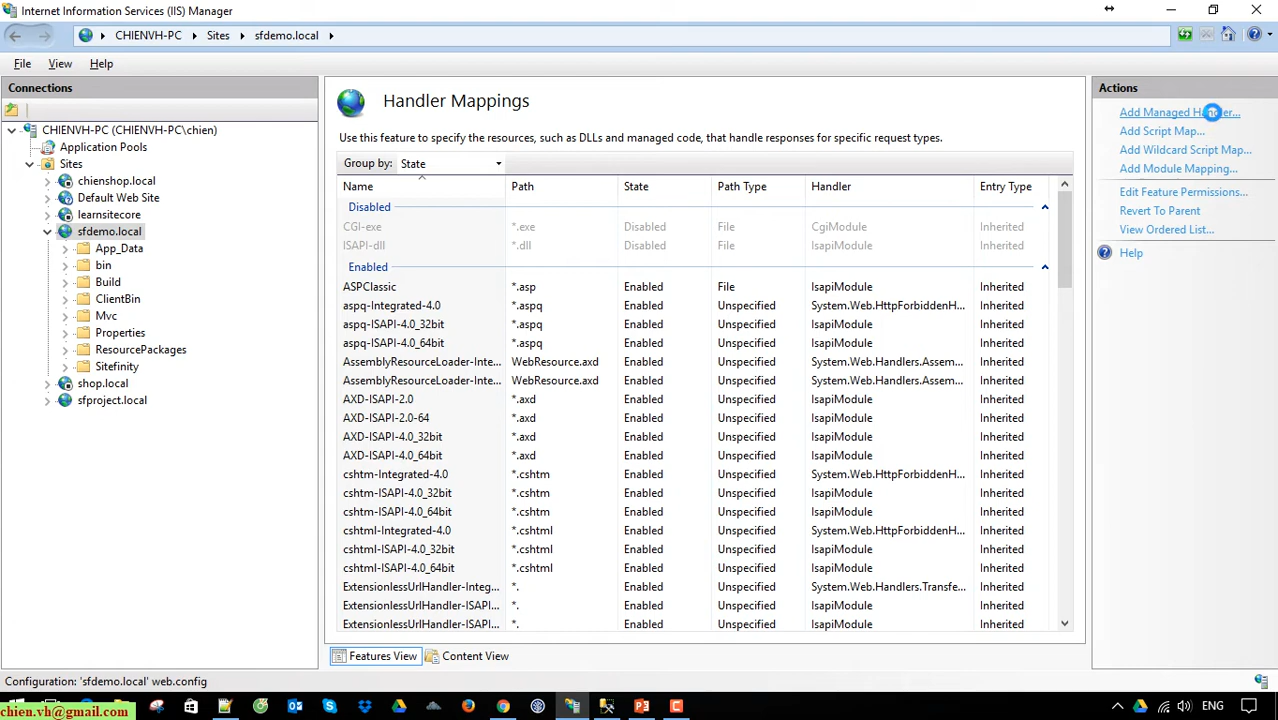 Internet Information Services (IIS) Manager
CHIENVH-PC Sites sfdemo.local
File View Help
Connections
CHIENVH-PC (CHIENVH-PC\chien)
Application Pools
Sites
chienshop.local
Default Web Site
learnsitecore
sfdemo.local
App_Data
bin
Build
ClientBin
Mvc
Properties
ResourcePackages
Sitefinity
shop.local
sfproject.local
Handler Mappings
Use this feature to specify the resources, such as DLLs and managed code, that handle responses for specific request types.
Group by: State
Name Path State Path Type Handler Entry Type
Disabled
CGI-exe *.exe Disabled File CgiModule Inherited
ISAPI-dll *.dll Disabled File IsapiModule Inherited
Enabled
ASPClassic *.asp Enabled File IsapiModule Inherited
aspq-Integrated-4.0 *.aspq Enabled Unspecified System.Web.HttpForbiddenH... Inherited
aspq-ISAPI-4.0_32bit *.aspq Enabled Unspecified IsapiModule Inherited
aspq-ISAPI-4.0_64bit *.aspq Enabled Unspecified IsapiModule Inherited
AssemblyResourceLoader-Inte... WebResource.axd Enabled Unspecified System.Web.Handlers.Assem... Inherited
AssemblyResourceLoader-Inte... WebResource.axd Enabled Unspecified System.Web.Handlers.Assem... Inherited
AXD-ISAPI-2.0 *.axd Enabled Unspecified IsapiModule Inherited
AXD-ISAPI-2.0-64 *.axd Enabled Unspecified IsapiModule Inherited
AXD-ISAPI-4.0_32bit *.axd Enabled Unspecified IsapiModule Inherited
AXD-ISAPI-4.0_64bit *.axd Enabled Unspecified IsapiModule Inherited
cshtm-Integrated-4.0 *.cshtm Enabled Unspecified System.Web.HttpForbiddenH... Inherited
cshtm-ISAPI-4.0_32bit *.cshtm Enabled Unspecified IsapiModule Inherited
cshtm-ISAPI-4.0_64bit *.cshtm Enabled Unspecified IsapiModule Inherited
cshtml-Integrated-4.0 *.cshtml Enabled Unspecified System.Web.HttpForbiddenH... Inherited
cshtml-ISAPI-4.0_32bit *.cshtml Enabled Unspecified IsapiModule Inherited
cshtml-ISAPI-4.0_64bit *.cshtml Enabled Unspecified IsapiModule Inherited
ExtensionlessUrlHandler-Integ... *. Enabled Unspecified System.Web.Handlers.Transfe... Inherited
ExtensionlessUrlHandler-ISAPI... *. Enabled Unspecified IsapiModule Inherited
ExtensionlessUrlHandler-ISAPI... *. Enabled Unspecified IsapiModule Inherited
Features View Content View
Actions
Add Managed Handler...
Add Script Map...
Add Wildcard Script Map...
Add Module Mapping...
Edit Feature Permissions...
Revert To Parent
View Ordered List...
Help
Configuration: 'sfdemo.local' web.config
chien.vh@gmail.com
ENG